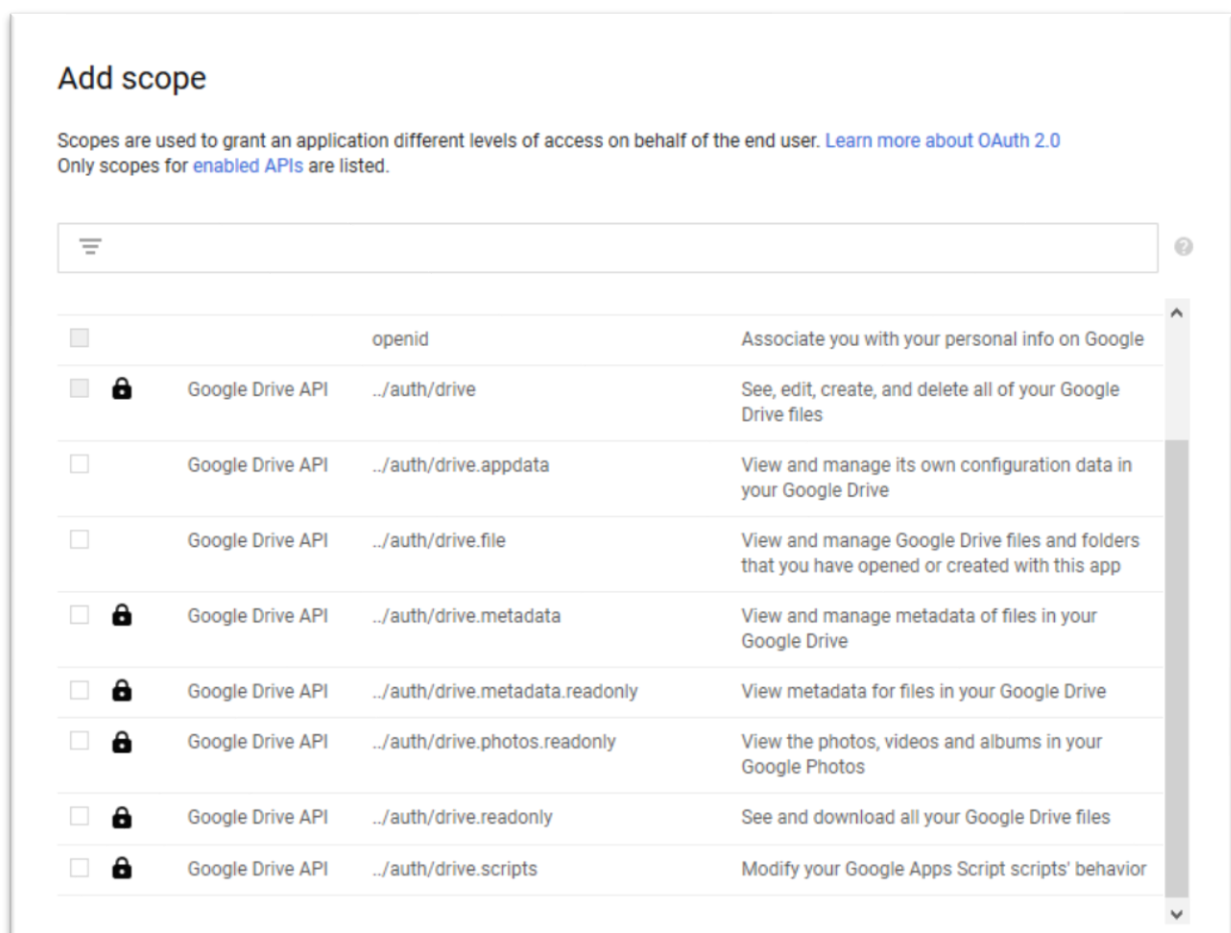 Add scope
Scopes are used to grant an application different levels of access on behalf of the end user. Learn more about OAuth 2.0
Only scopes for enabled APIs are listed.
openid Associate you with your personal info on Google
Google Drive API ../auth/drive See, edit, create, and delete all of your Google
Drive files
Google Drive API ../auth/drive.appdata View and manage its own configuration data in
your Google Drive
Google Drive API ../auth/drive.file View and manage Google Drive files and folders
that you have opened or created with this app
Google Drive API ../auth/drive.metadata View and manage metadata of files in your
Google Drive
Google Drive API ../auth/drive.metadata.readonly View metadata for files in your Google Drive
Google Drive API ../auth/drive.photos.readonly View the photos, videos and albums in your
Google Photos
Google Drive API ../auth/drive.readonly See and download all your Google Drive files
Google Drive API ../auth/drive.scripts Modify your Google Apps Script scripts' behavior